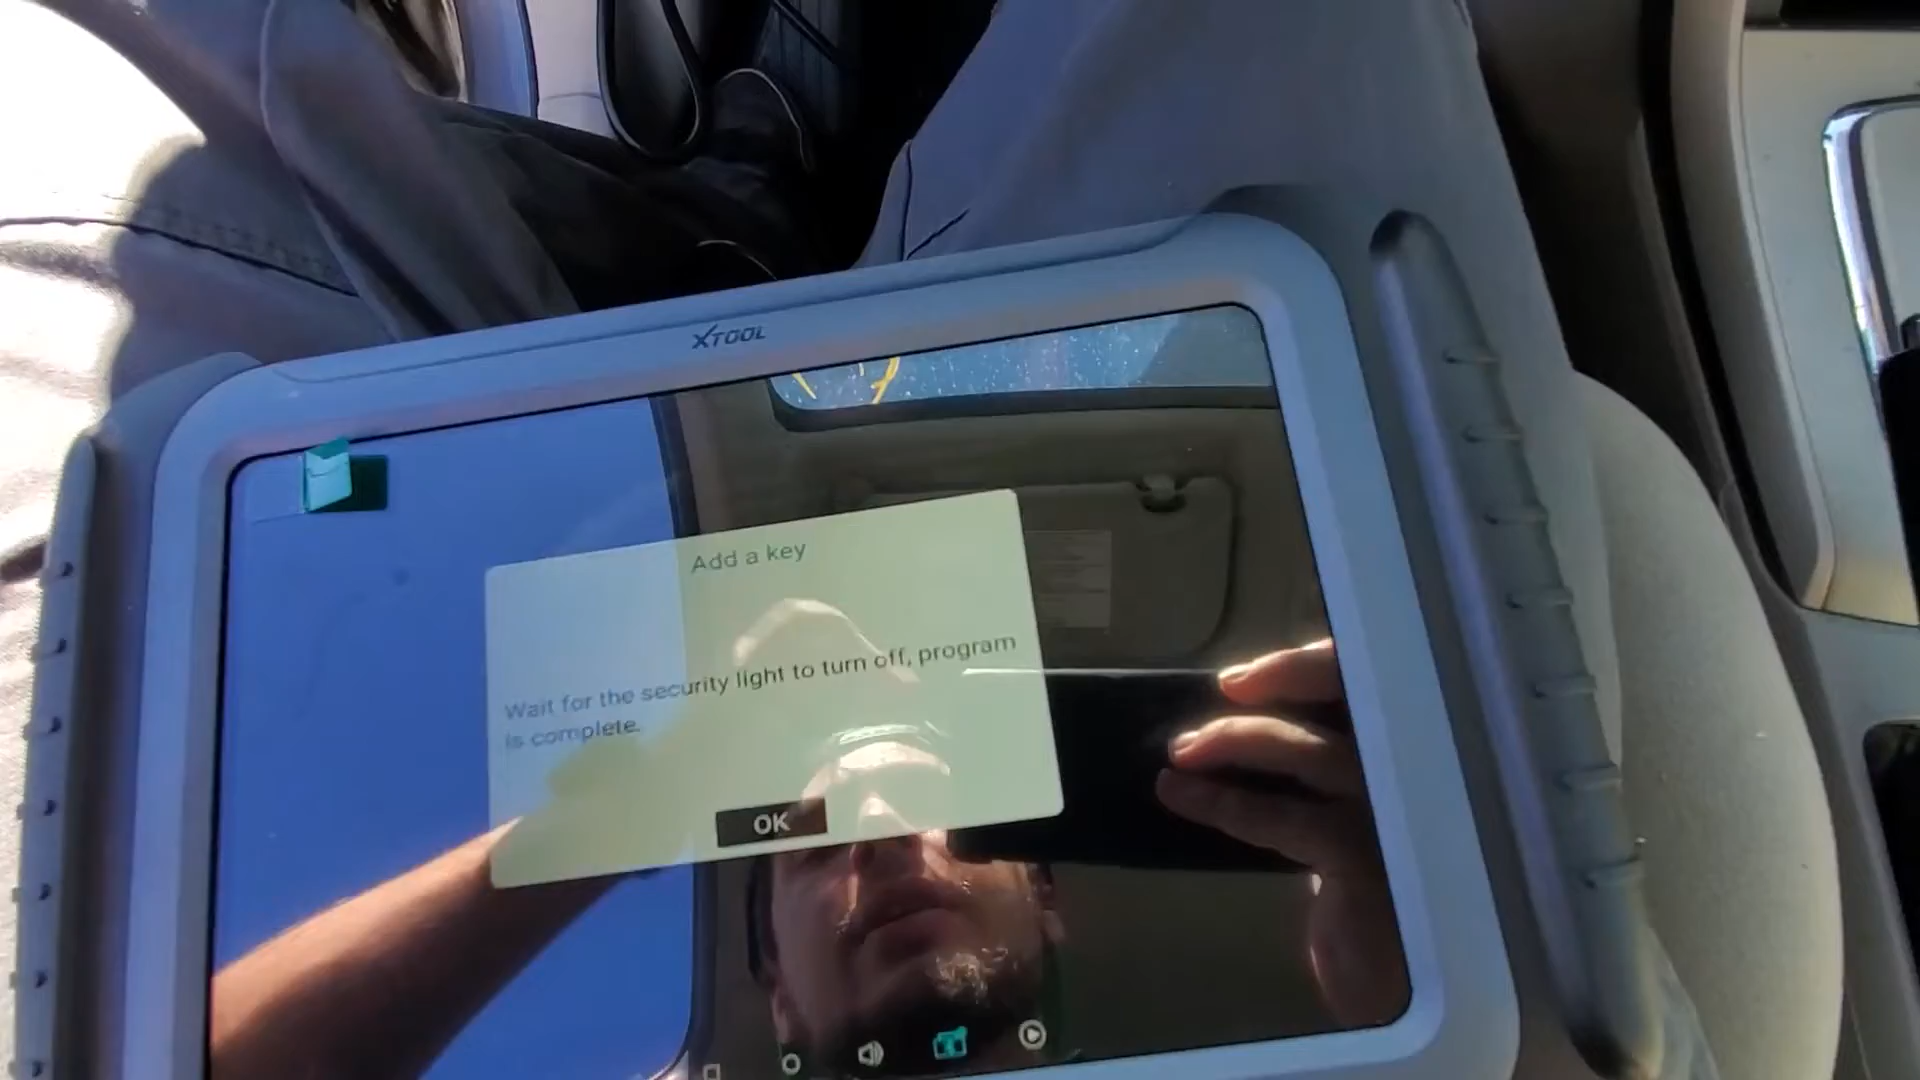 XTOOL
Add a key
Wait for the security light to turn off, program
is complete.
OK